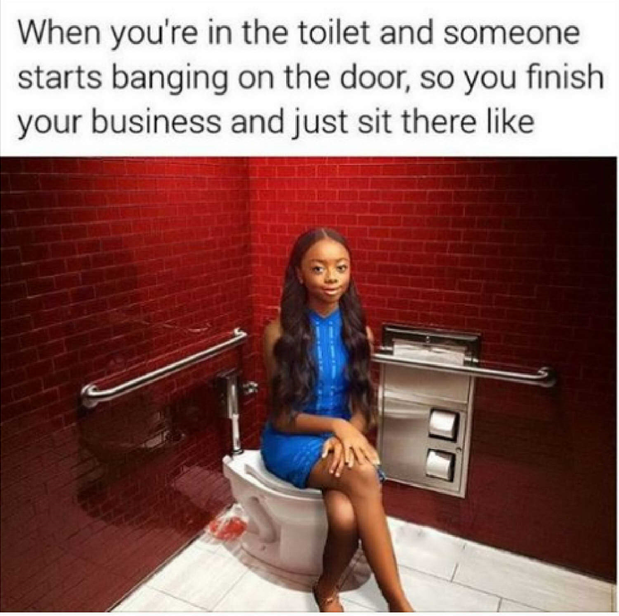 When you're in the toilet and someone
starts banging on the door, so you finish
your business and just sit there like